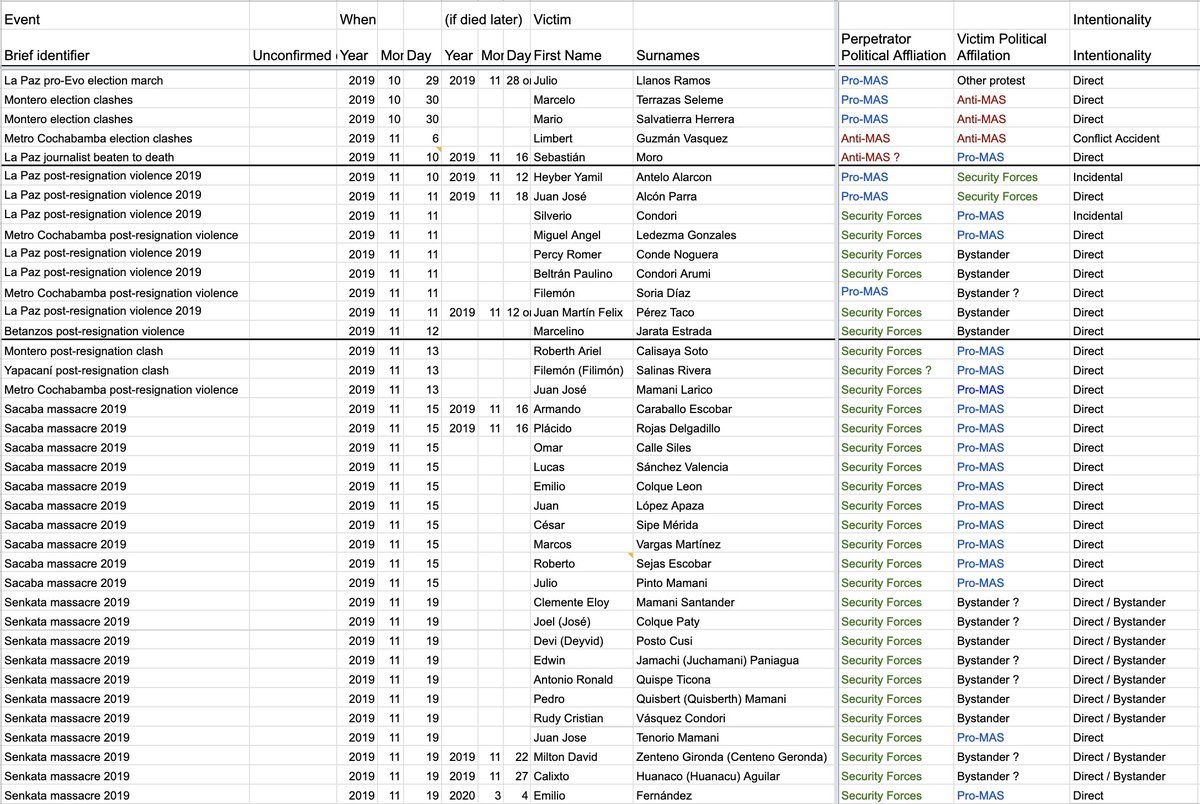 Event When (if died later) Victim Intentionality
Brief identifier Unconfirmed Year Mor Day Year Mor Day First Name Surnames Perpetrator Political Affliation Victim Political Affilation Intentionality
La Paz pro-Evo election march 2019 10 29 2019 11 28 o Julio Llanos Ramos Pro-MAS Other protest Direct
Montero election clashes 2019 10 30 Marcelo Terrazas Seleme Pro-MAS Anti-MAS Direct
Montero election clashes 2019 10 30 Mario Salvatierra Herrera Pro-MAS Anti-MAS Direct
Metro Cochabamba election clashes 2019 11 6 Limbert Guzmán Vasquez Anti-MAS Anti-MAS Conflict Accident
La Paz journalist beaten to death 2019 11 10 2019 11 16 Sebastián Moro Anti-MAS ? Pro-MAS Direct
La Paz post-resignation violence 2019 2019 11 10 2019 11 12 Heyber Yamil Antelo Alarcon Pro-MAS Security Forces Incidental
La Paz post-resignation violence 2019 2019 11 11 2019 11 18 Juan José Alcón Parra Pro-MAS Security Forces Direct
La Paz post-resignation violence 2019 2019 11 11 Silverio Condori Security Forces Pro-MAS Incidental
Metro Cochabamba post-resignation violence 2019 11 11 Miguel Angel Ledezma Gonzales Security Forces Pro-MAS Direct
La Paz post-resignation violence 2019 2019 11 11 Percy Romer Conde Noguera Security Forces Bystander Direct
La Paz post-resignation violence 2019 2019 11 11 Beltrán Paulino Condori Arumi Security Forces Bystander Direct
Metro Cochabamba post-resignation violence 2019 11 11 Filemón Soria Díaz Pro-MAS Bystander ? Direct
La Paz post-resignation violence 2019 2019 11 11 2019 11 12 o Juan Martín Felix Pérez Taco Security Forces Bystander Direct
Betanzos post-resignation violence 2019 11 12 Marcelino Jarata Estrada Security Forces Bystander Direct
Montero post-resignation clash 2019 11 13 Roberth Ariel Calisaya Soto Security Forces Pro-MAS Direct
Yapacaní post-resignation clash 2019 11 13 Filemón (Filimón) Salinas Rivera Security Forces ? Pro-MAS Direct
Metro Cochabamba post-resignation violence 2019 11 13 Juan José Mamani Larico Security Forces Pro-MAS Direct
Sacaba massacre 2019 2019 11 15 2019 11 16 Armando Caraballo Escobar Security Forces Pro-MAS Direct
Sacaba massacre 2019 2019 11 15 2019 11 16 Plácido Rojas Delgadillo Security Forces Pro-MAS Direct
Sacaba massacre 2019 2019 11 15 Omar Calle Siles Security Forces Pro-MAS Direct
Sacaba massacre 2019 2019 11 15 Lucas Sánchez Valencia Security Forces Pro-MAS Direct
Sacaba massacre 2019 2019 11 15 Emilio Colque Leon Security Forces Pro-MAS Direct
Sacaba massacre 2019 2019 11 15 Juan López Apaza Security Forces Pro-MAS Direct
Sacaba massacre 2019 2019 11 15 César Sipe Mérida Security Forces Pro-MAS Direct
Sacaba massacre 2019 2019 11 15 Marcos Vargas Martínez Security Forces Pro-MAS Direct
Sacaba massacre 2019 2019 11 15 Roberto Sejas Escobar Security Forces Pro-MAS Direct
Sacaba massacre 2019 2019 11 15 Julio Pinto Mamani Security Forces Pro-MAS Direct
Senkata massacre 2019 2019 11 19 Clemente Eloy Mamani Santander Security Forces Bystander ? Direct / Bystander
Senkata massacre 2019 2019 11 19 Joel (José) Colque Paty Security Forces Bystander ? Direct / Bystander
Senkata massacre 2019 2019 11 19 Devi (Deyvid) Posto Cusi Security Forces Bystander Direct / Bystander
Senkata massacre 2019 2019 11 19 Edwin Jamachi (Juchamani) Paniagua Security Forces Bystander ? Direct / Bystander
Senkata massacre 2019 2019 11 19 Antonio Ronald Quispe Ticona Security Forces Bystander ? Direct / Bystander
Senkata massacre 2019 2019 11 19 Pedro Quisbert (Quisberth) Mamani Security Forces Bystander Direct / Bystander
Senkata massacre 2019 2019 11 19 Rudy Cristian Vásquez Condori Security Forces Bystander Direct / Bystander
Senkata massacre 2019 2019 11 19 Juan Jose Tenorio Mamani Security Forces Pro-MAS Direct
Senkata massacre 2019 2019 11 19 2019 11 22 Milton David Zenteno Gironda (Centeno Geronda) Security Forces Bystander ? Direct / Bystander
Senkata massacre 2019 2019 11 19 2019 11 27 Calixto Huanaco (Huanacu) Aguilar Security Forces Bystander ? Direct / Bystander
Senkata massacre 2019 2019 11 19 2020 3 4 Emilio Fernández Security Forces Pro-MAS Direct